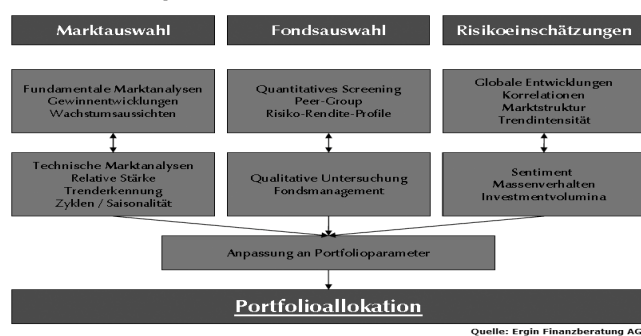 Marktauswahl
Fundamentale Marktanalysen
Gewinnentwicklungen
Wachstumsaussichten
Technische Marktanalysen
Relative Stärke
Trenderkennung
Zyklen / Saisonalität
Fondsauswahl
Quantitatives Screening
Peer-Group
Risiko-Rendite-Profile
Qualitative Untersuchung
Fondsmanagement
Risikoeinschätzungen
Globale Entwicklungen
Korrelationen
Marktstruktur
Trendintensität
Sentiment
Massenverhalten
Investmentvolumina
Anpassung an Portfolioparameter
Portfolioallokation
Quelle: Ergin Finanzberatung AG